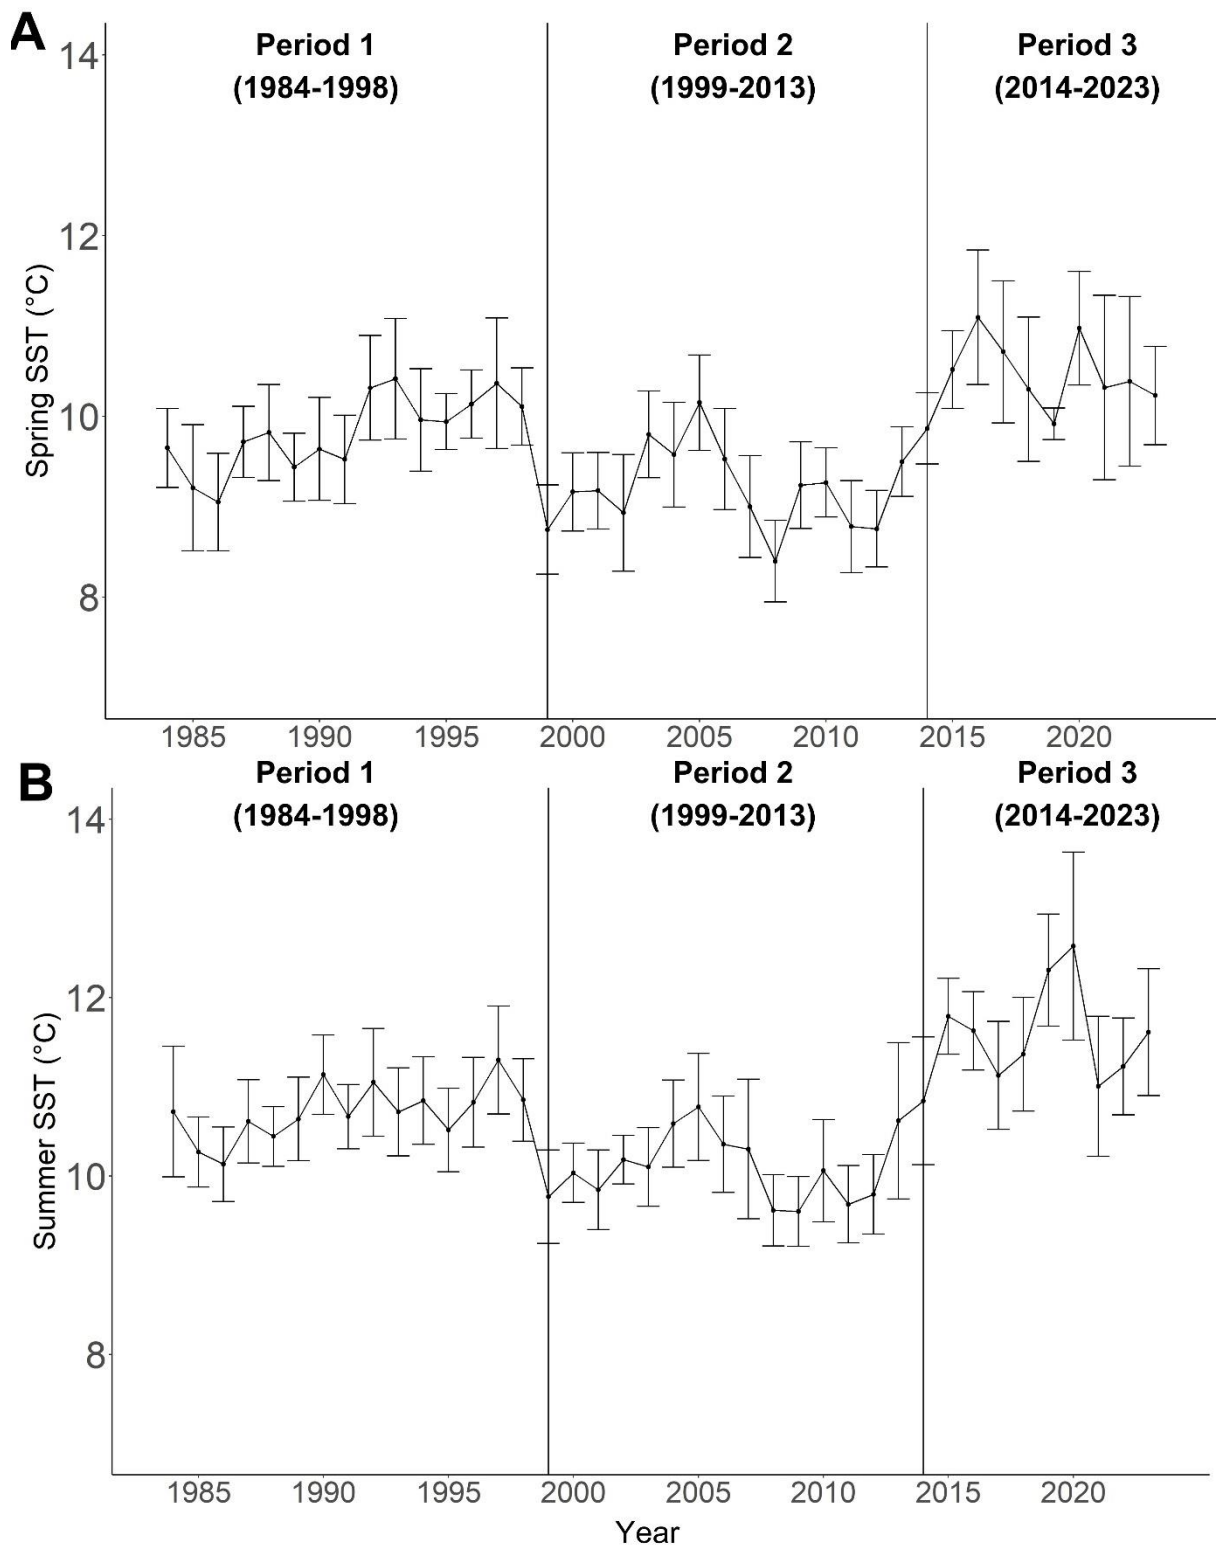 A
Period 1
(1984-1998)
Period 2
(1999-2013)
Period 3
(2014-2023)
14
12
10
8
Spring SST (°C)
1985 1990 1995 2000 2005 2010 2015 2020
B
Period 1
(1984-1998)
Period 2
(1999-2013)
Period 3
(2014-2023)
14
12
10
8
Summer SST (°C)
1985 1990 1995 2000 2005 2010 2015 2020
Year